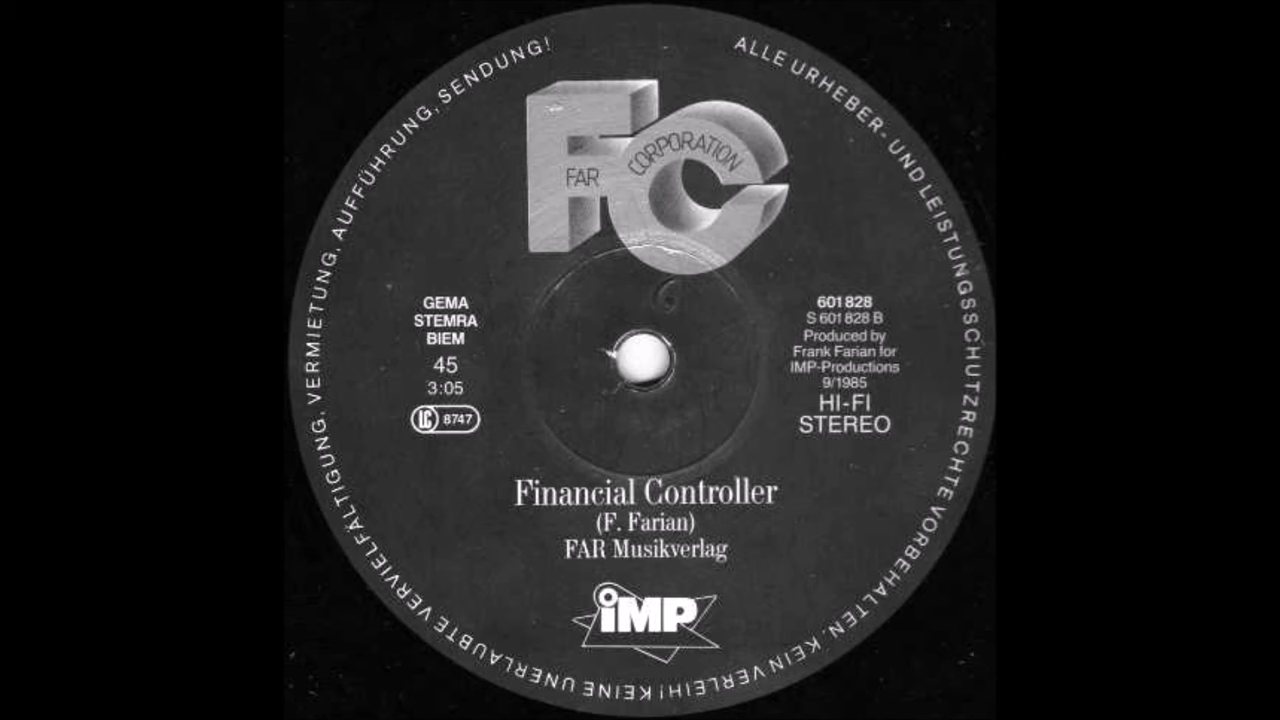 ALLE URHEBER- UND LEISTUNGSSCHUTZRECHTE VORBEHALTEN. KEIN VERLEIH! KEINE UNERLAUBTE VERVIELFÄLTIGUNG, VERMIETUNG, AUFFÜHRUNG, SENDUNG!
FC
FAR CORPORATION
GEMA
STEMRA
BIEM
45
3:05
LC 8747
601 828
S 601 828 B
Produced by
Frank Farian for
IMP-Productions
9/1985
HI-FI
STEREO
Financial Controller
(F. Farian)
FAR Musikverlag
iMP